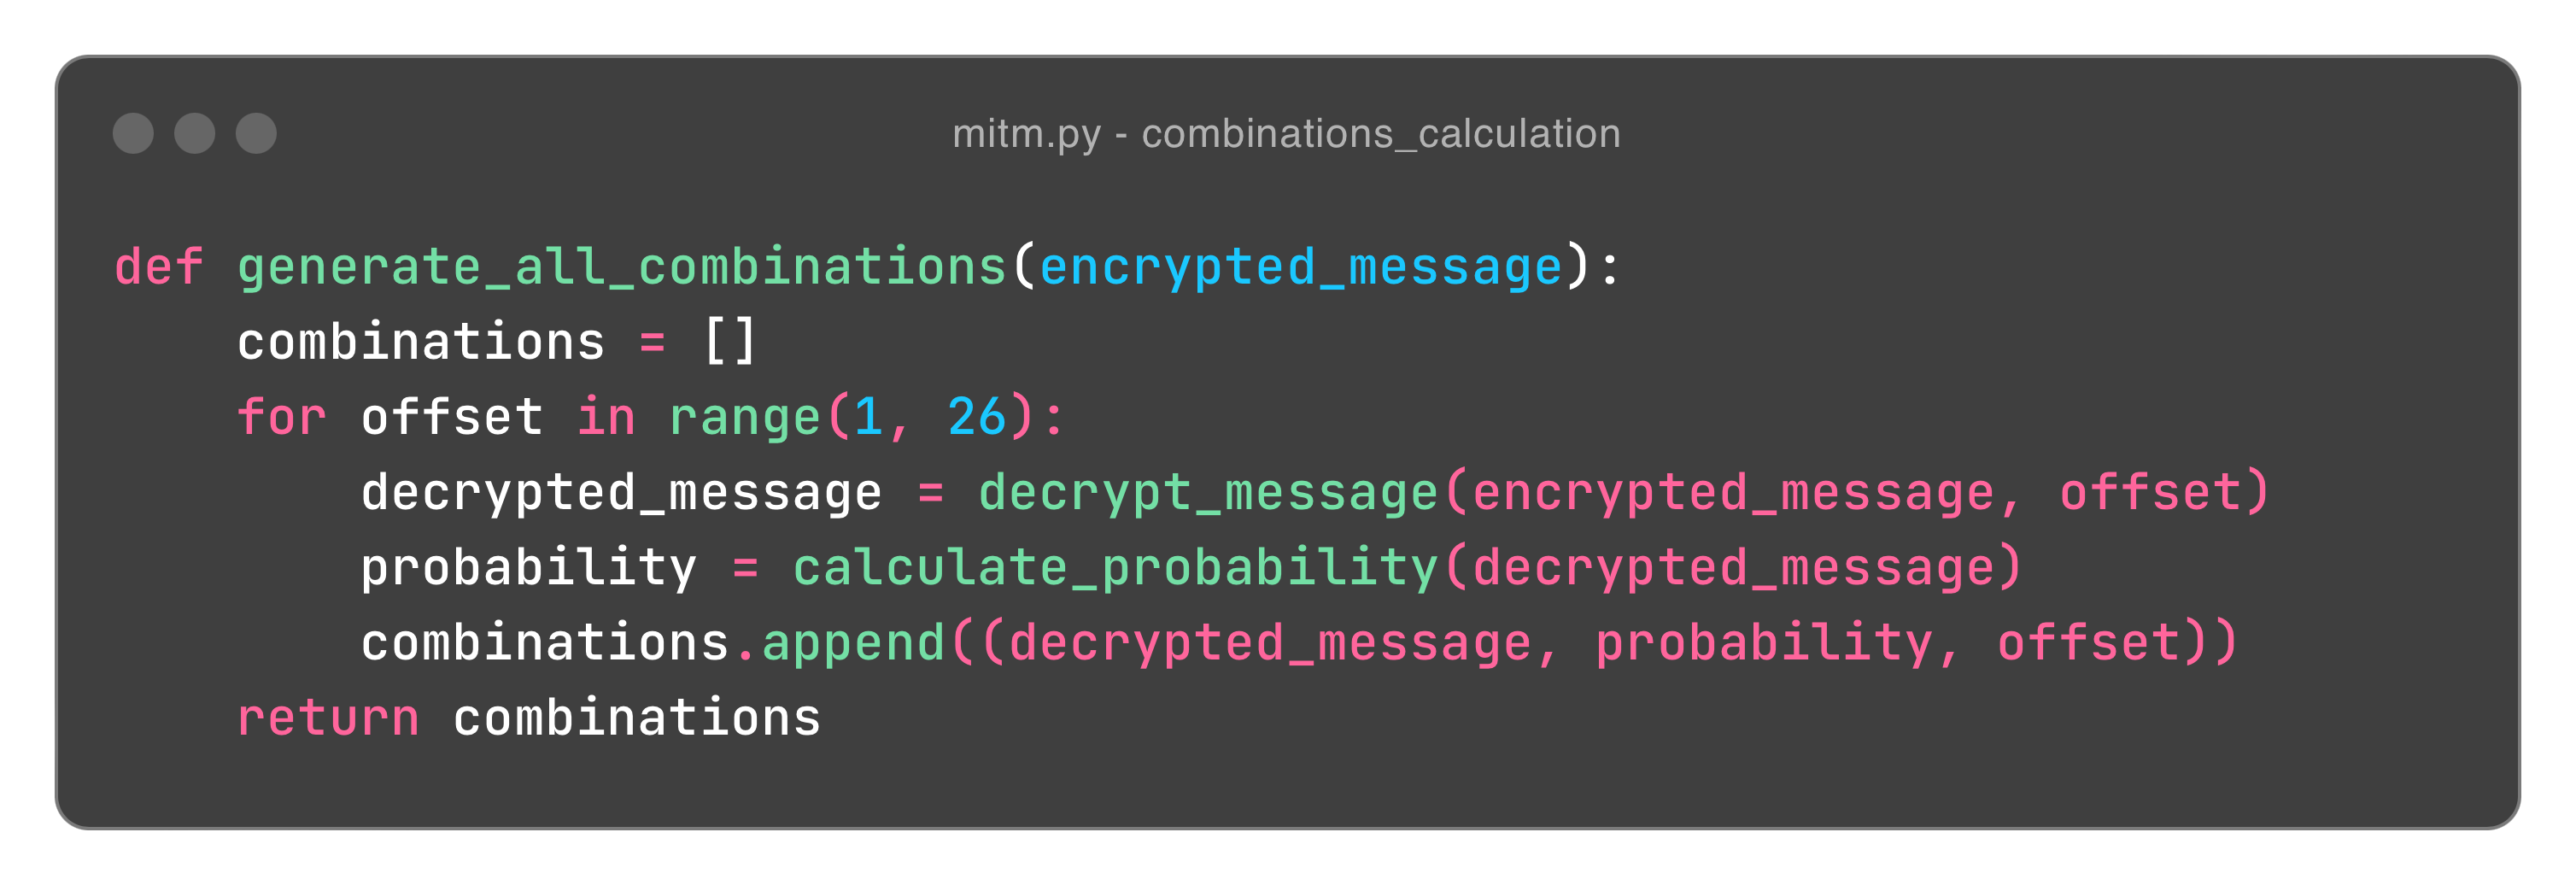 mitm.py - combinations_calculation
def generate_all_combinations(encrypted_message):
    combinations = []
    for offset in range(1, 26):
        decrypted_message = decrypt_message(encrypted_message, offset)
        probability = calculate_probability(decrypted_message)
        combinations.append((decrypted_message, probability, offset))
    return combinations